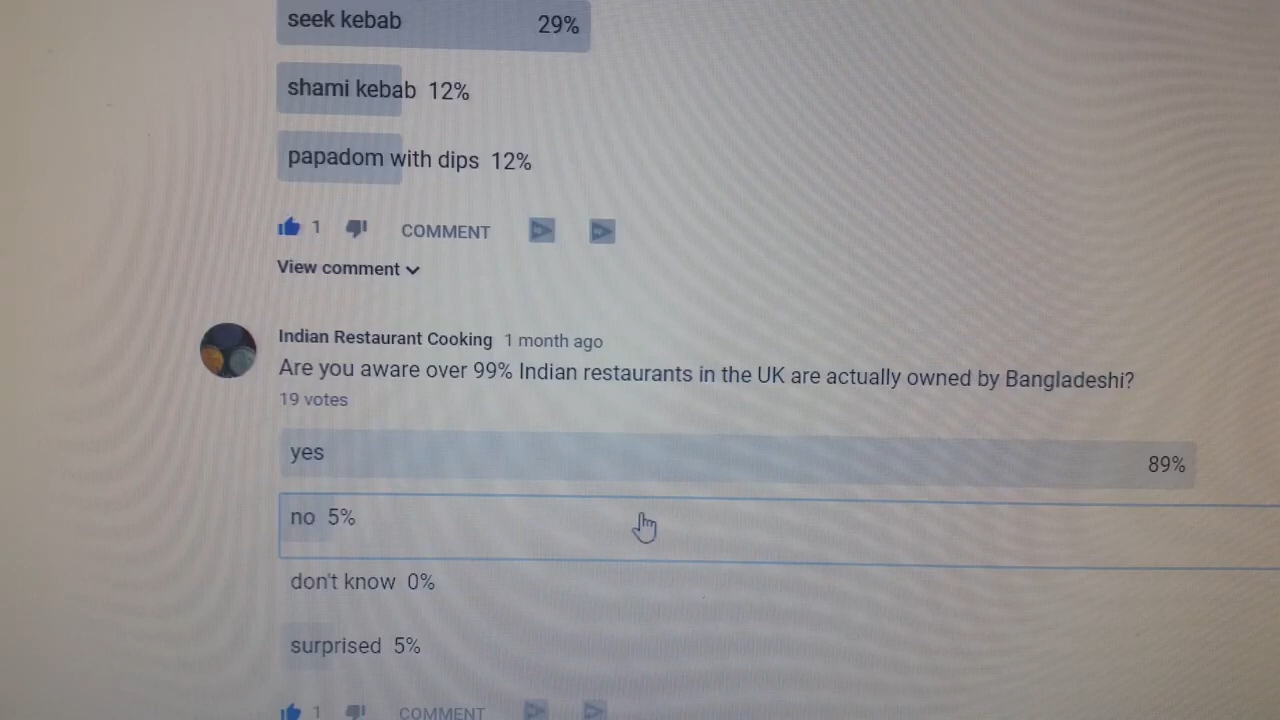 seek kebab 29%
shami kebab 12%
papadom with dips 12%
1 COMMENT
View comment
Indian Restaurant Cooking 1 month ago
Are you aware over 99% Indian restaurants in the UK are actually owned by Bangladeshi?
19 votes
yes 89%
no 5%
don't know 0%
surprised 5%
1 COMMENT